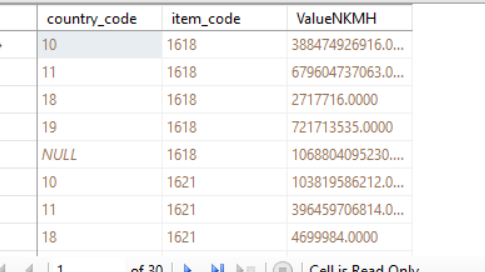 country_code item_code ValueNKMH
10 1618 388474926916.0...
11 1618 679604737063.0...
18 1618 2717716.0000
19 1618 721713535.0000
NULL 1618 1068804095230....
10 1621 103819586212.0...
11 1621 396459706814.0...
18 1621 4699984.0000
1 of 30 Cell is Read Only